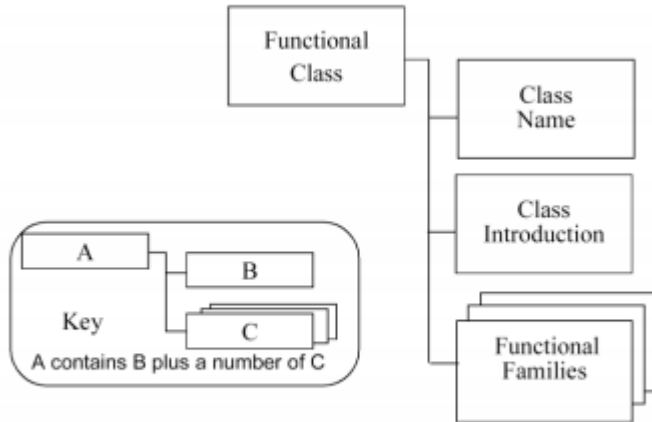 Functional
Class
Class
Name
Class
Introduction
A
B
Key
C
A contains B plus a number of C
Functional
Families